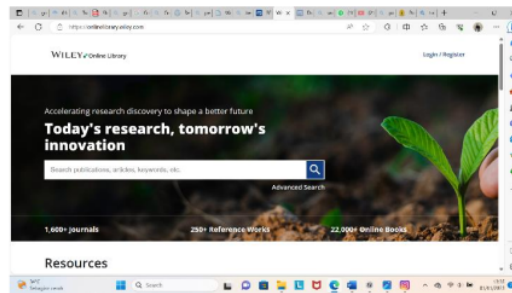 https://onlinelibrary.wiley.com
WILEY Online Library
Login / Register
Accelerating research discovery to shape a better future
Today's research, tomorrow's
innovation
Search publications, articles, keywords, etc.
Advanced Search
1,600+ Journals 250+ Reference Works 22,000+ Online Books
Resources
Search